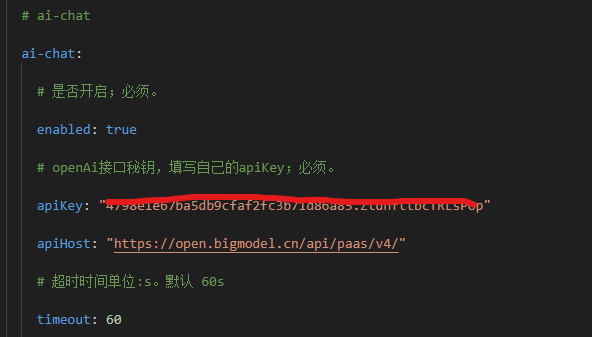 # ai-chat
ai-chat:
# 是否开启;必须。
enabled: true
# openAi接口秘钥,填写自己的apiKey;必须。
apiKey: "
apiHost: "https://open.bigmodel.cn/api/paas/v4/"
# 超时时间单位:s。默认 60s
timeout: 60